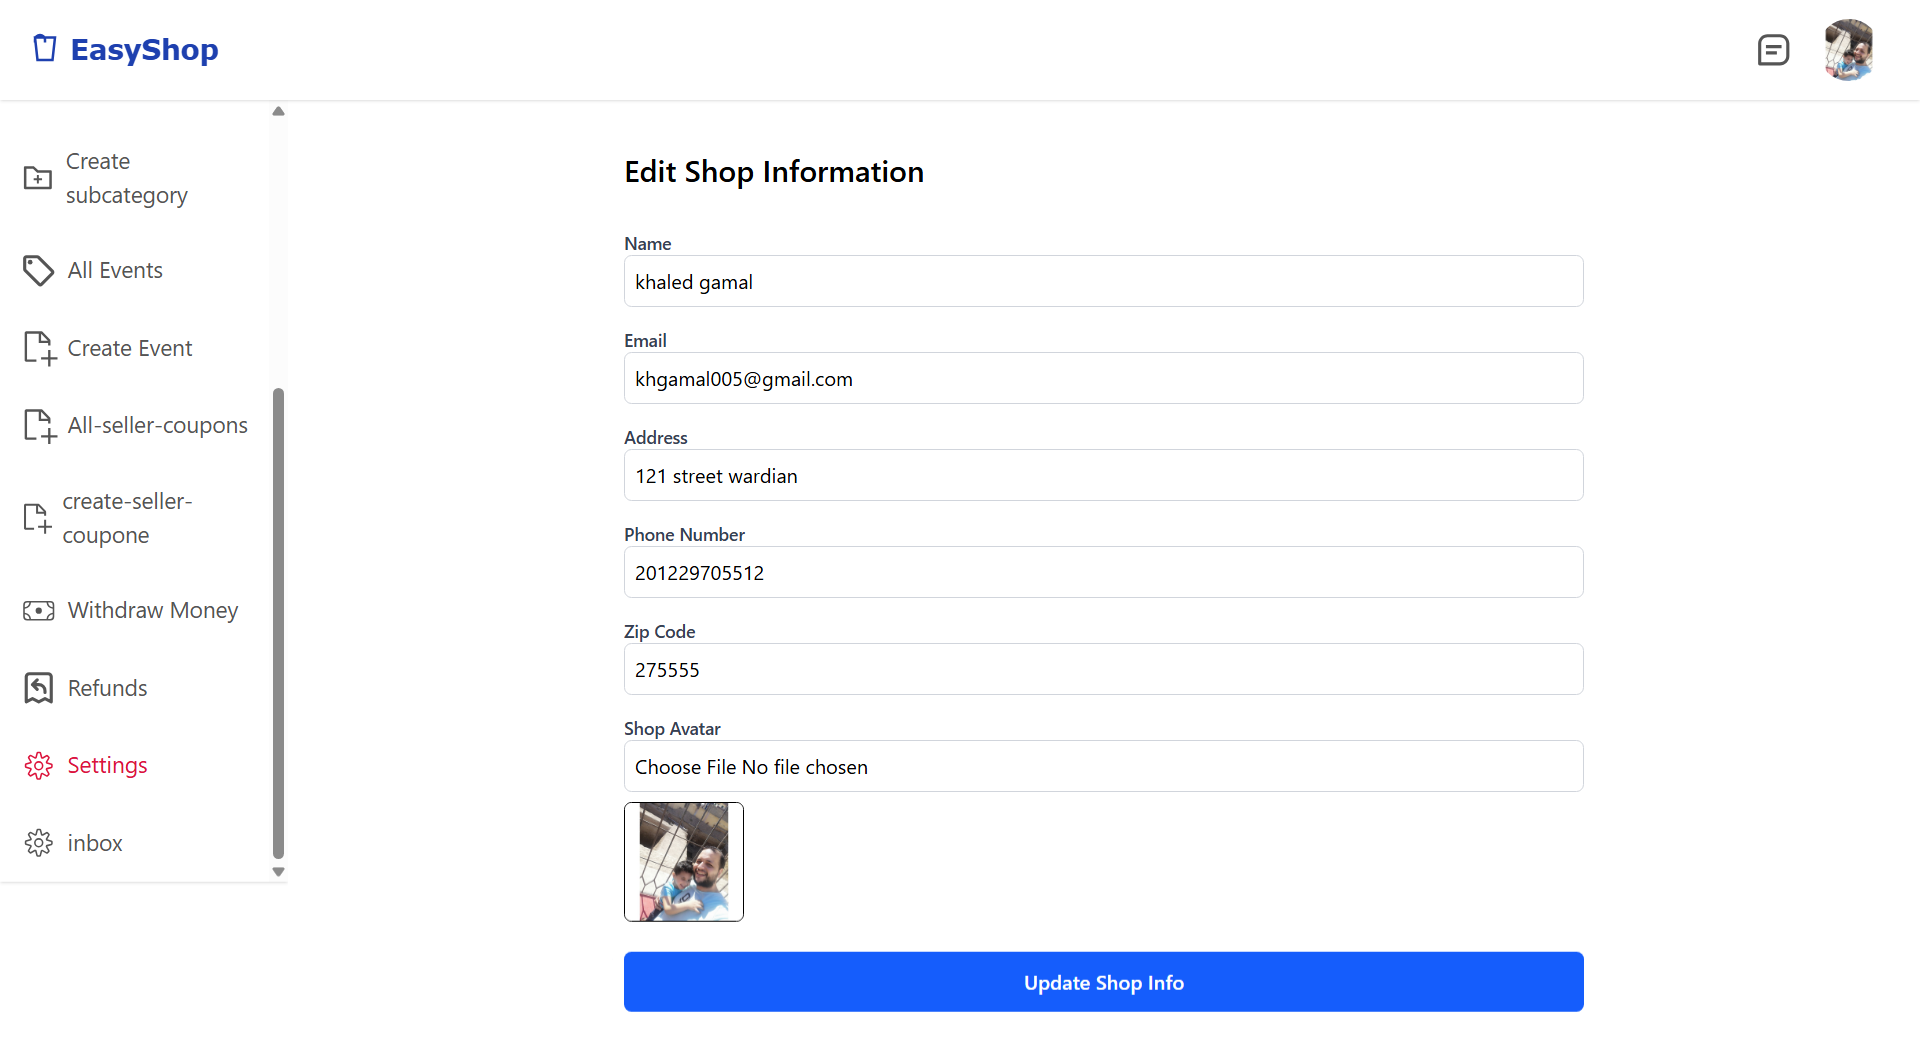 EasyShop
Create
subcategory
All Events
Create Event
All-seller-coupons
create-seller-
coupone
Withdraw Money
Refunds
Settings
inbox
Edit Shop Information
Name
khaled gamal
Email
khgamal005@gmail.com
Address
121 street wardian
Phone Number
201229705512
Zip Code
275555
Shop Avatar
Choose File No file chosen
Update Shop Info